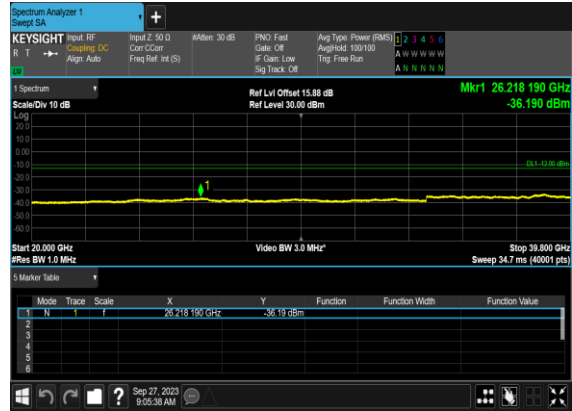 Spectrum Analyzer 1
Swept SA
+
KEYSIGHT Input: RF Input Z: 50 Ω #Atten: 30 dB PNO: Fast Avg Type: Power (RMS) 1 2 3 4 5 6
R T Coupling: DC Corr CCorr Gate: Off Avg|Hold: 100/100 A W W W W W
Align: Auto Freq Ref: Int (S) IF Gain: Low Trig: Free Run
Sig Track: Off A N N N N N
1 Spectrum
Ref Lvl Offset 15.88 dB Mkr1 26.218 190 GHz
Scale/Div 10 dB Ref Level 30.00 dBm -36.190 dBm
Log
20.0
10.0
0.00
-10.0
DL1 -13.00 dBm
-20.0
-30.0
1
-40.0
-50.0
-60.0
Start 20.000 GHz Video BW 3.0 MHz* Stop 39.800 GHz
#Res BW 1.0 MHz Sweep 34.7 ms (40001 pts)
5 Marker Table
Mode Trace Scale X Y Function Function Width Function Value
1 N 1 f 26.218 190 GHz -36.19 dBm
2
3
4
5
6
? Sep 27, 2023
9:05:38 AM